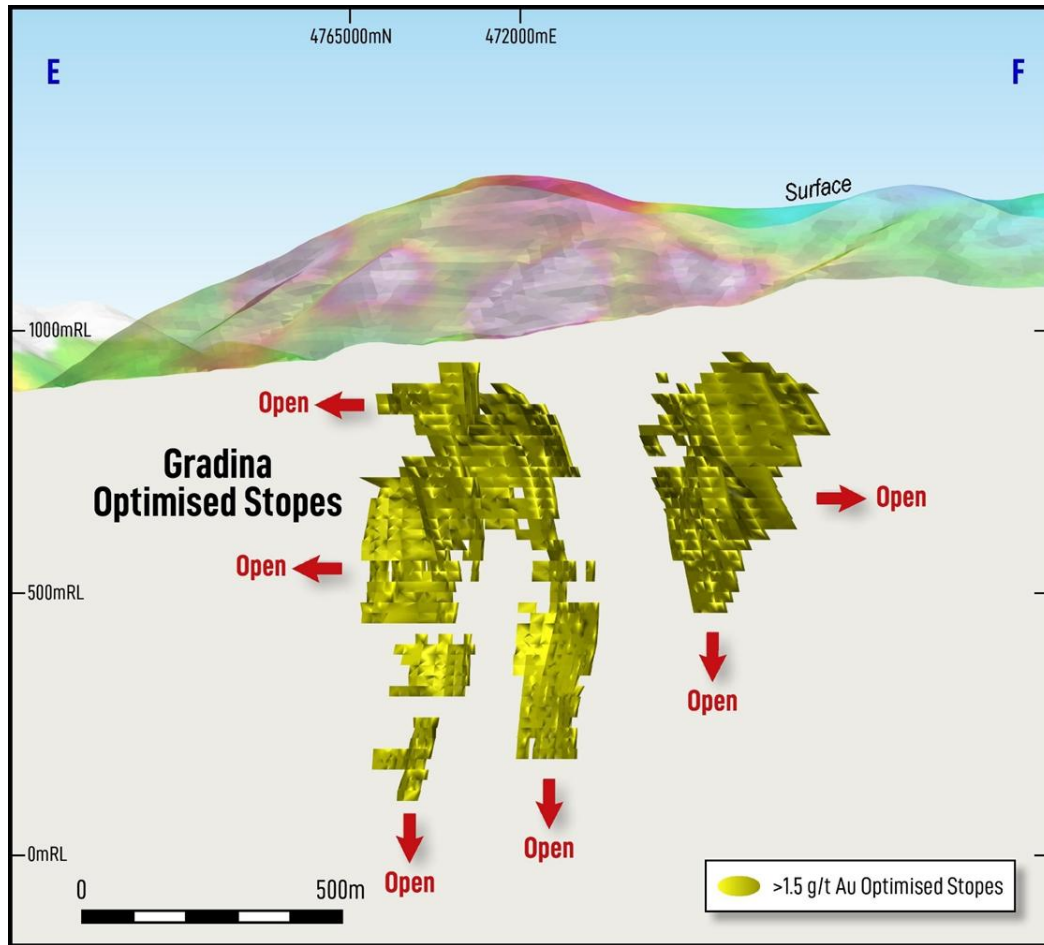 4765000mN
472000mE
E
F
Surface
1000mRL
Open
Gradina
Optimised Stopes
Open
Open
500mRL
Open
Open
Open
0mRL
0
500m
>1.5 g/t Au Optimised Stopes